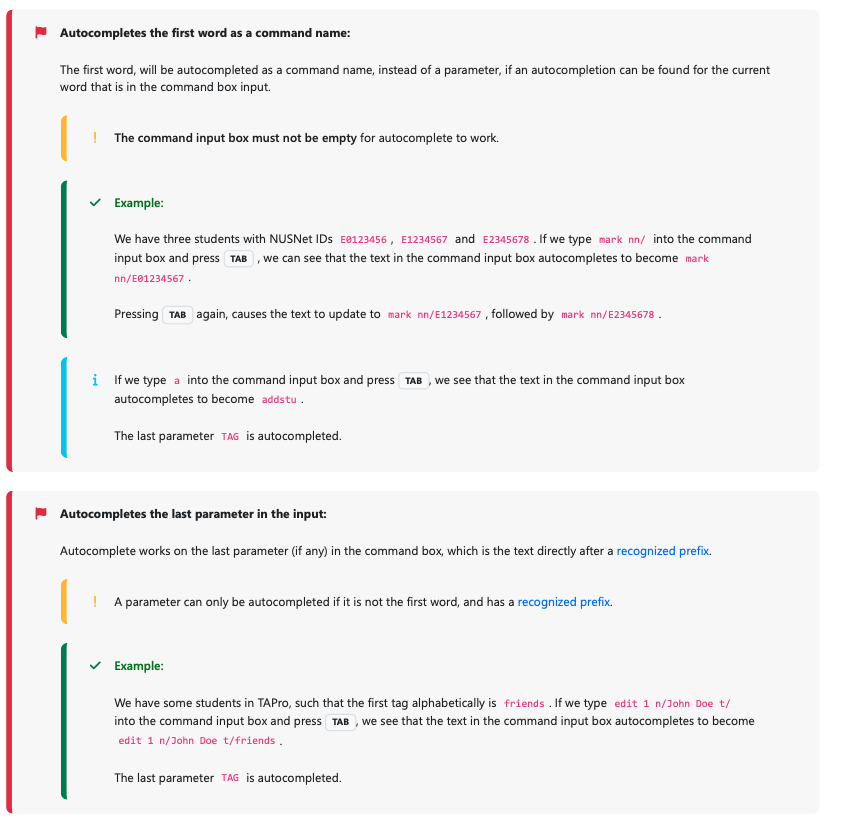 Autocompletes the first word as a command name:
The first word, will be autocompleted as a command name, instead of a parameter, if an autocompletion can be found for the current
word that is in the command box input.
! The command input box must not be empty for autocomplete to work.
Example:
We have three students with NUSNet IDs E0123456 , E1234567 and E2345678 . If we type mark nn/ into the command
input box and press TAB , we can see that the text in the command input box autocompletes to become mark
nn/E01234567 .
Pressing TAB again, causes the text to update to mark nn/E1234567 , followed by mark nn/E2345678 .
i If we type a into the command input box and press TAB , we see that the text in the command input box
autocompletes to become addstu .
The last parameter TAG is autocompleted.
Autocompletes the last parameter in the input:
Autocomplete works on the last parameter (if any) in the command box, which is the text directly after a recognized prefix.
! A parameter can only be autocompleted if it is not the first word, and has a recognized prefix.
Example:
We have some students in TAPro, such that the first tag alphabetically is friends . If we type edit 1 n/John Doe t/
into the command input box and press TAB , we see that the text in the command input box autocompletes to become
edit 1 n/John Doe t/friends .
The last parameter TAG is autocompleted.